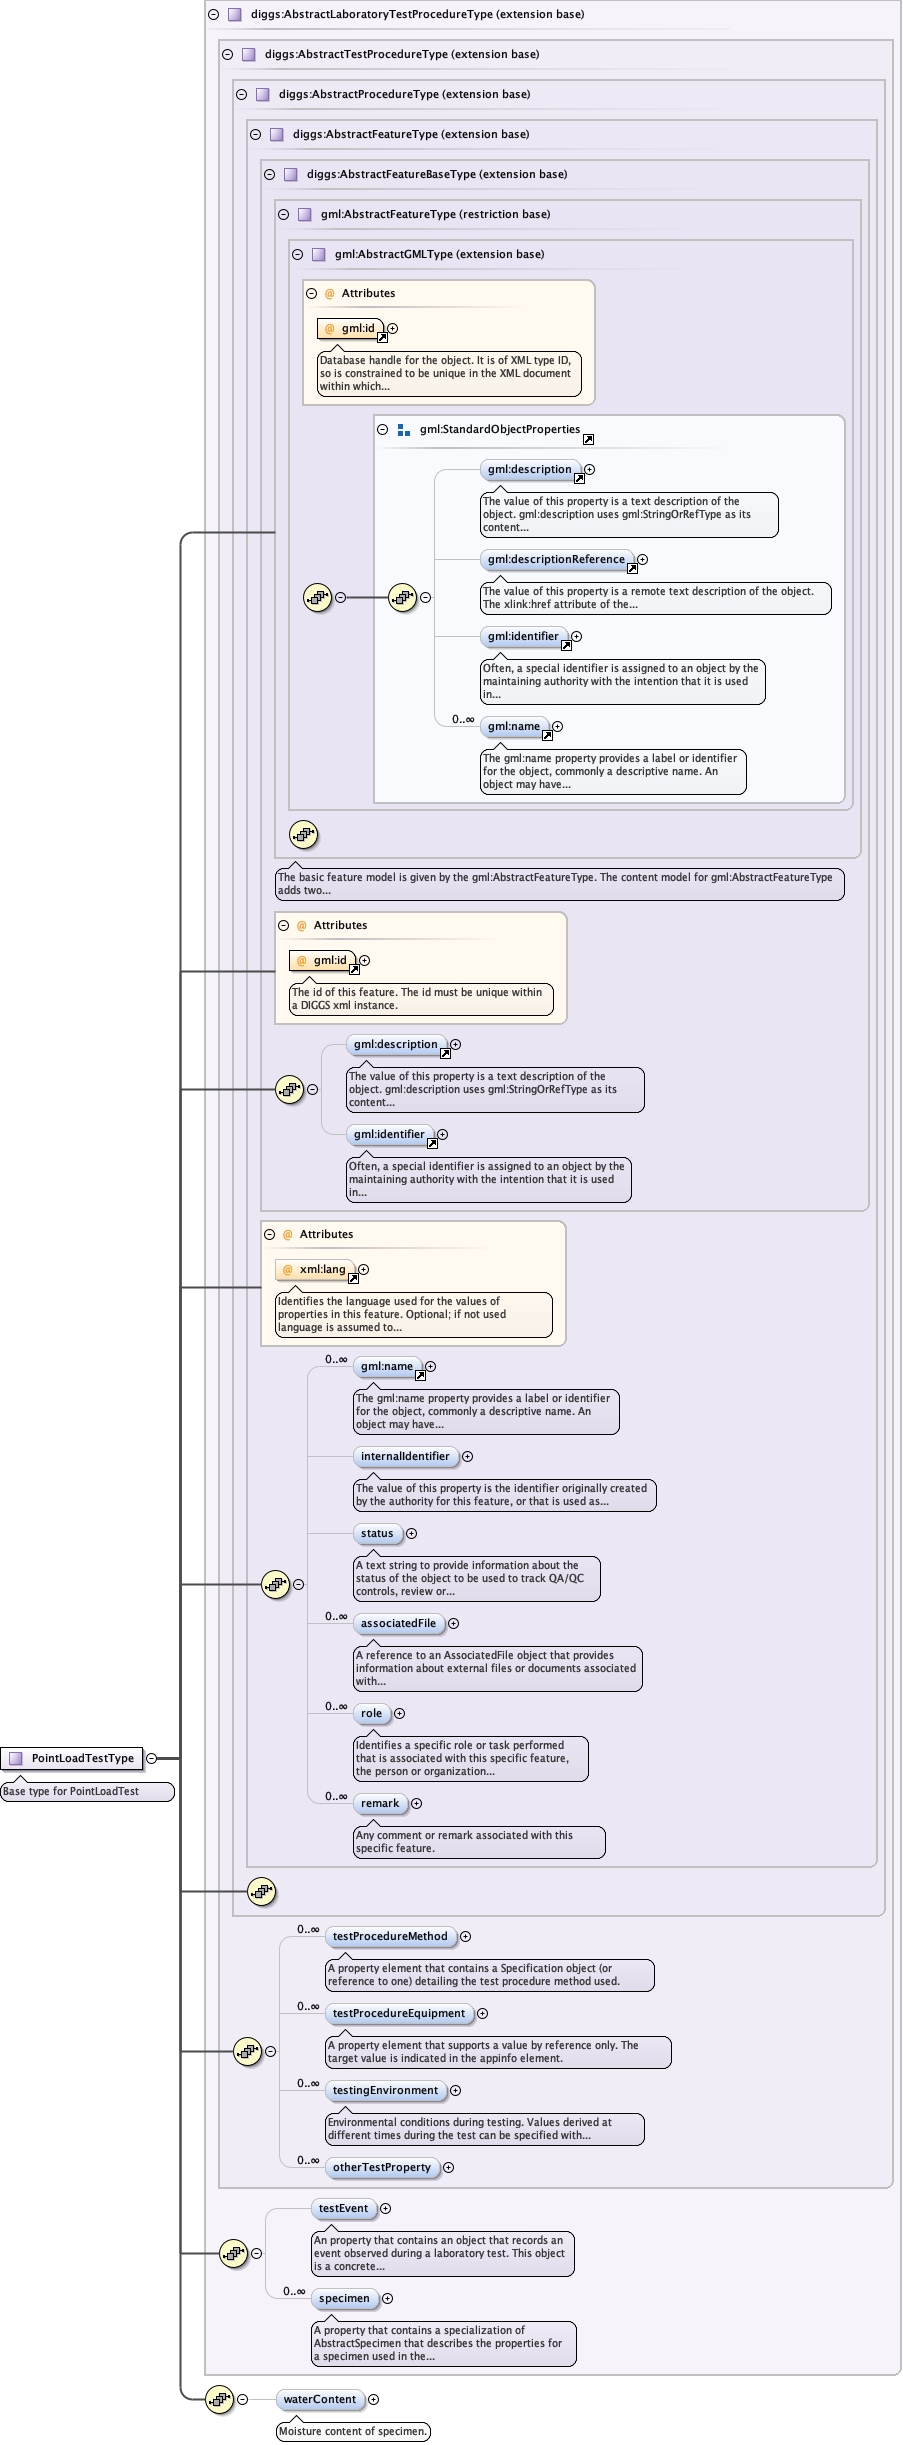 diggs:AbstractLaboratoryTestProcedureType (extension base)
diggs:AbstractTestProcedureType (extension base)
diggs:AbstractProcedureType (extension base)
diggs:AbstractFeatureType (extension base)
diggs:AbstractFeatureBaseType (extension base)
gml:AbstractFeatureType (restriction base)
gml:AbstractGMLType (extension base)
@ Attributes
@ gml:id
Database handle for the object. It is of XML type ID,
so is constrained to be unique in the XML document
within which...
gml:StandardObjectProperties
gml:description
The value of this property is a text description of the
object. gml:description uses gml:StringOrRefType as its
content...
gml:descriptionReference
The value of this property is a remote text description of the object.
The xlink:href attribute of the...
gml:identifier
Often, a special identifier is assigned to an object by the
maintaining authority with the intention that it is used
in...
0..∞ gml:name
The gml:name property provides a label or identifier
for the object, commonly a descriptive name. An
object may have...
The basic feature model is given by the gml:AbstractFeatureType. The content model for gml:AbstractFeatureType
adds two...
@ Attributes
@ gml:id
The id of this feature. The id must be unique within
a DIGGS xml instance.
gml:description
The value of this property is a text description of the
object. gml:description uses gml:StringOrRefType as its
content...
gml:identifier
Often, a special identifier is assigned to an object by the
maintaining authority with the intention that it is used
in...
@ Attributes
@ xml:lang
Identifies the language used for the values of
properties in this feature. Optional; if not used
language is assumed to...
0..∞ gml:name
The gml:name property provides a label or identifier
for the object, commonly a descriptive name. An
object may have...
internalIdentifier
The value of this property is the identifier originally created
by the authority for this feature, or that is used as...
status
A text string to provide information about the
status of the object to be used to track QA/QC
controls, review or...
0..∞ associatedFile
A reference to an AssociatedFile object that provides
information about external files or documents associated
with...
0..∞ role
Identifies a specific role or task performed
that is associated with this specific feature,
the person or organization...
PointLoadTestType
Base type for PointLoadTest
0..∞ remark
Any comment or remark associated with this
specific feature.
0..∞ testProcedureMethod
A property element that contains a Specification object (or
reference to one) detailing the test procedure method used.
0..∞ testProcedureEquipment
A property element that supports a value by reference only. The
target value is indicated in the appinfo element.
0..∞ testingEnvironment
Environmental conditions during testing. Values derived at
different times during the test can be specified with...
0..∞ otherTestProperty
testEvent
An property that contains an object that records an
event observed during a laboratory test. This object
is a concrete...
0..∞ specimen
A property that contains a specialization of
AbstractSpecimen that describes the properties for
a specimen used in the...
waterContent
Moisture content of specimen.